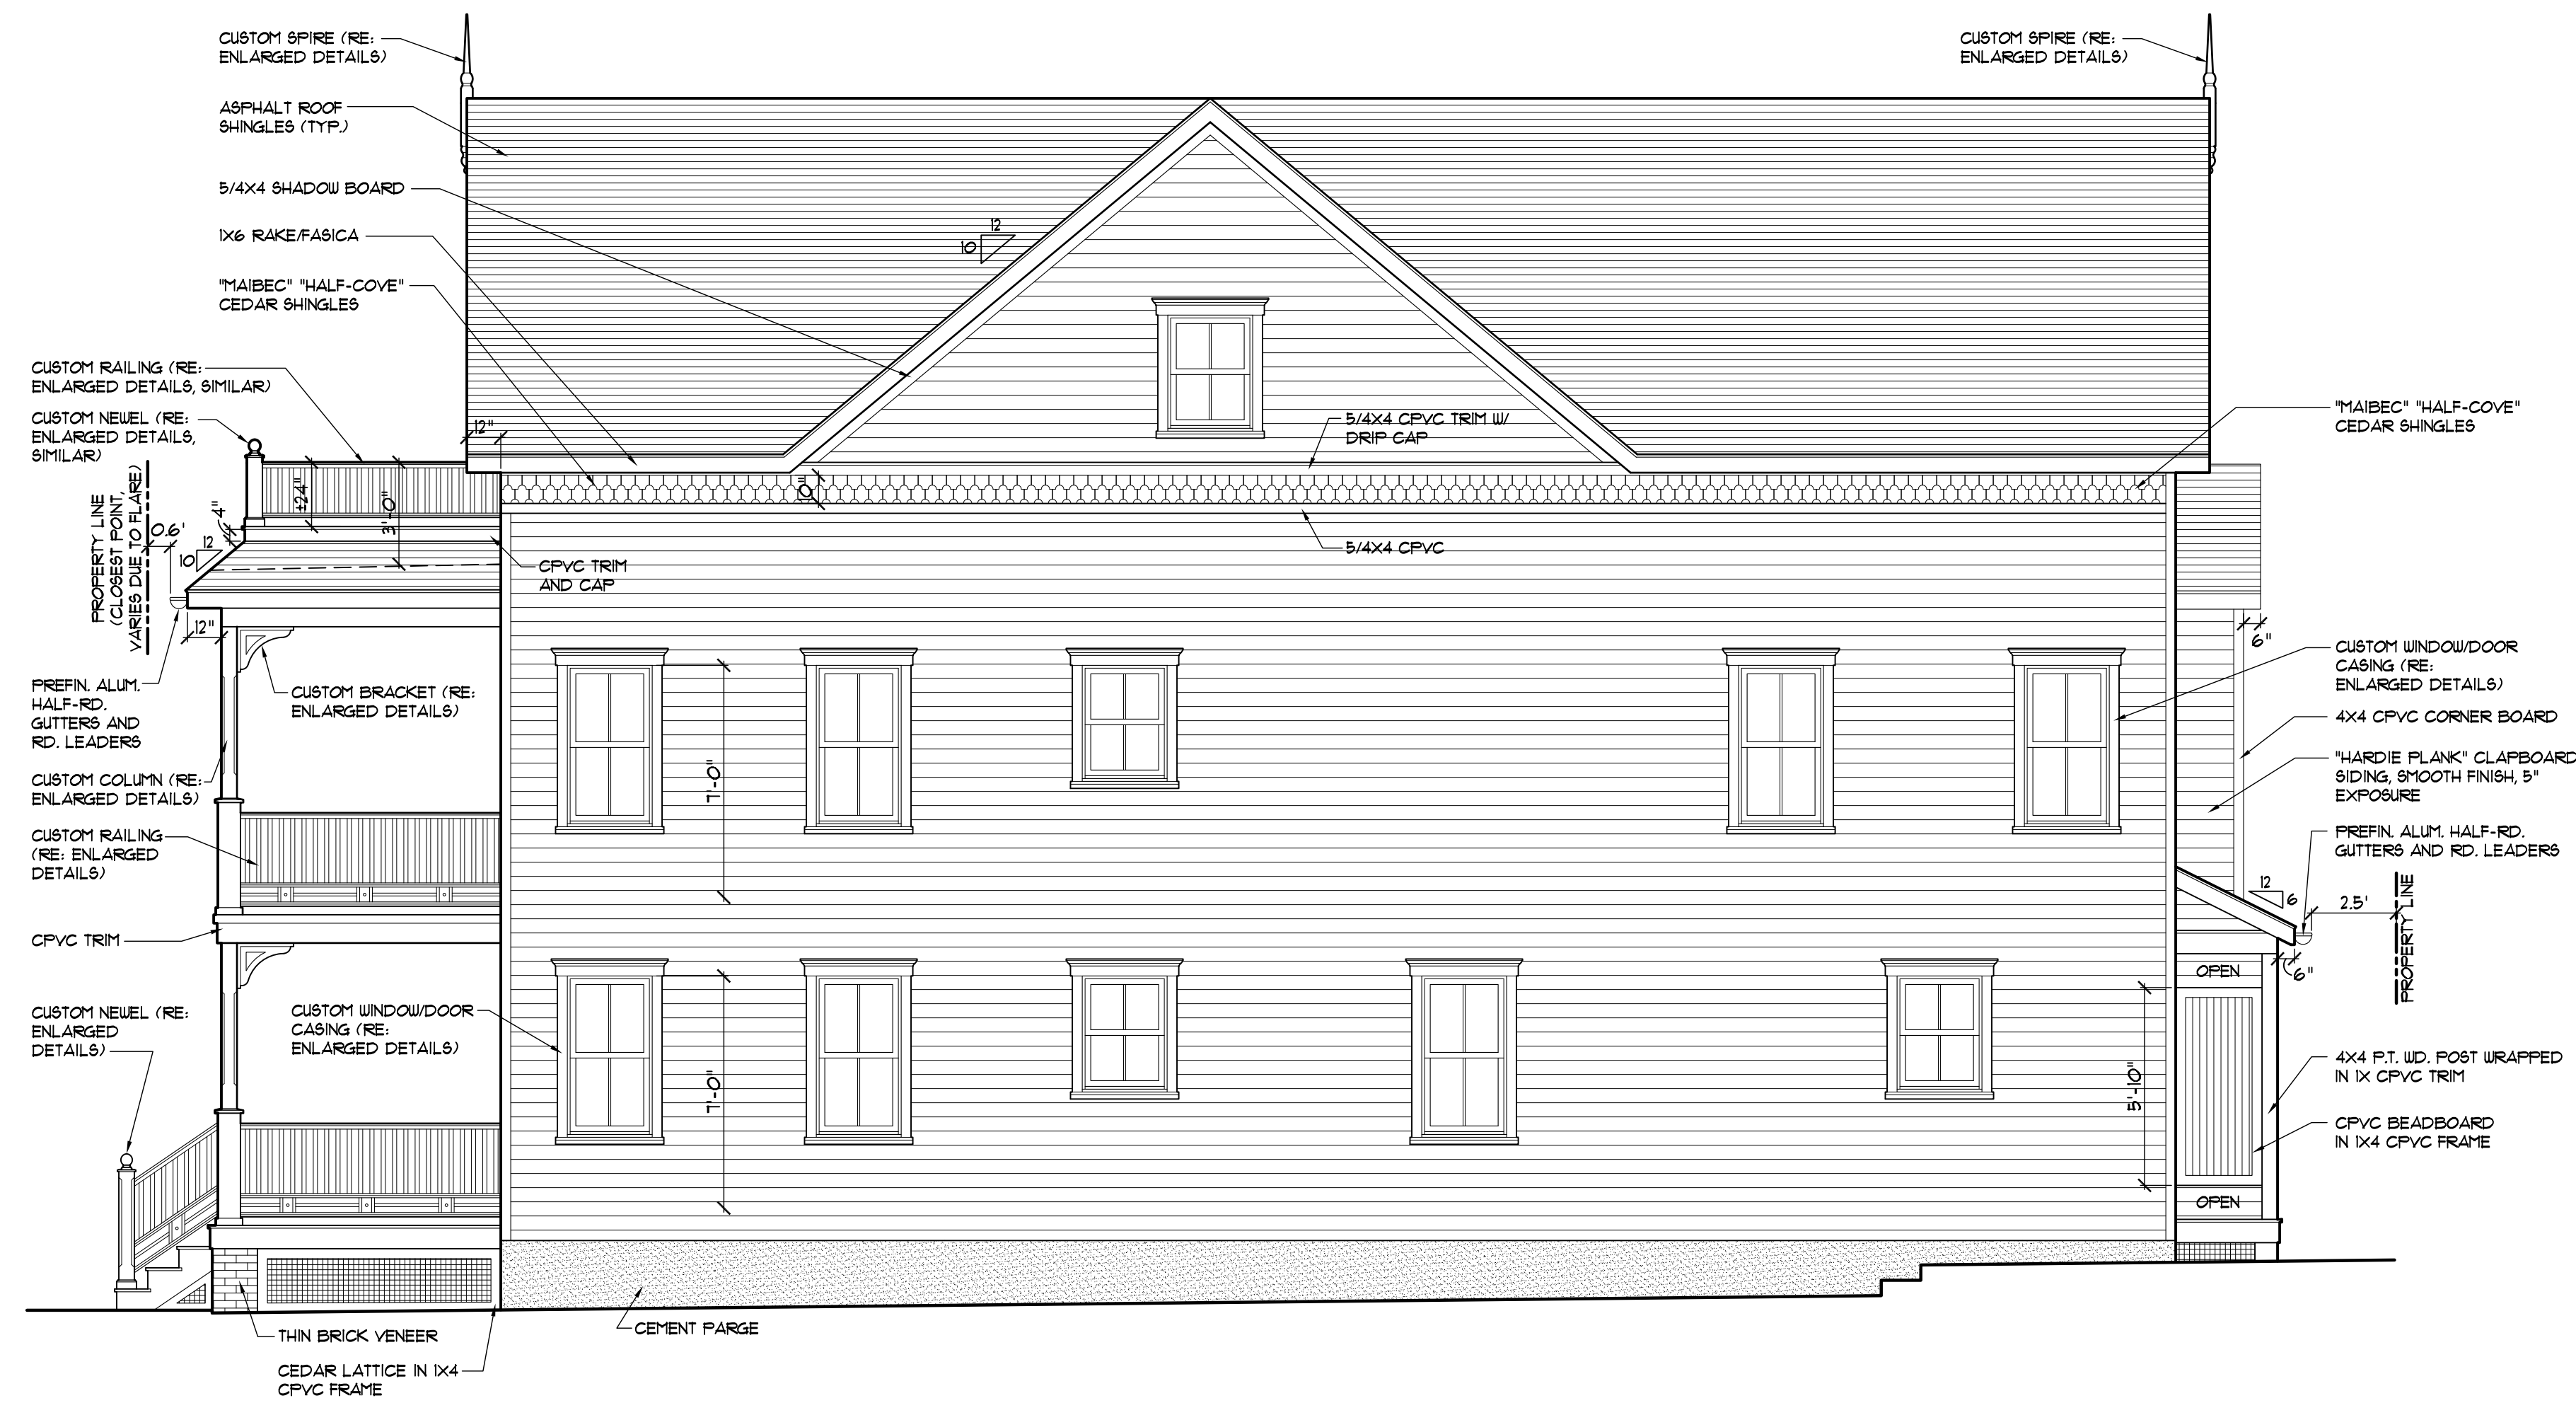 CUSTOM SPIRE (RE:
ENLARGED DETAILS)
CUSTOM SPIRE (RE:
ENLARGED DETAILS)
ASPHALT ROOF
SHINGLES (TYP.)
5/4X4 SHADOW BOARD
1X6 RAKE/FASICA
12
10
"MAIBEC" "HALF-COVE"
CEDAR SHINGLES
CUSTOM RAILING (RE:
ENLARGED DETAILS, SIMILAR)
CUSTOM NEWEL (RE:
ENLARGED DETAILS,
SIMILAR)
12"
5/4X4 CPVC TRIM W/
DRIP CAP
"MAIBEC" "HALF-COVE"
CEDAR SHINGLES
PROPERTY LINE
(CLOSEST POINT,
VARIES DUE TO FLARE)
0.6'
4"
±24"
3'-0"
10"
12
10
5/4X4 CPVC
CPVC TRIM
AND CAP
12"
6"
PREFIN. ALUM.
HALF-RD.
GUTTERS AND
RD. LEADERS
CUSTOM BRACKET (RE:
ENLARGED DETAILS)
CUSTOM WINDOW/DOOR
CASING (RE:
ENLARGED DETAILS)
4X4 CPVC CORNER BOARD
"HARDIE PLANK" CLAPBOARD
SIDING, SMOOTH FINISH, 5"
EXPOSURE
CUSTOM COLUMN (RE:
ENLARGED DETAILS)
7'-0"
CUSTOM RAILING
(RE: ENLARGED
DETAILS)
PREFIN. ALUM. HALF-RD.
GUTTERS AND RD. LEADERS
12
6
2.5'
PROPERTY LINE
CPVC TRIM
OPEN
6"
CUSTOM NEWEL (RE:
ENLARGED
DETAILS)
CUSTOM WINDOW/DOOR
CASING (RE:
ENLARGED DETAILS)
7'-0"
5'-10"
4X4 P.T. WD. POST WRAPPED
IN 1X CPVC TRIM
CPVC BEADBOARD
IN 1X4 CPVC FRAME
OPEN
THIN BRICK VENEER
CEMENT PARGE
CEDAR LATTICE IN 1X4
CPVC FRAME